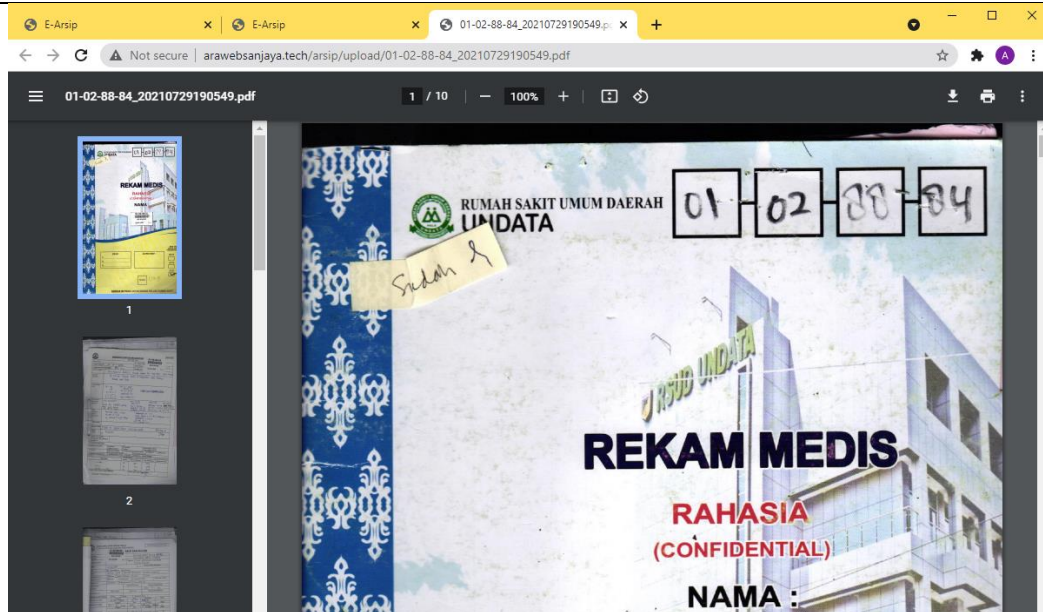 E-Arsip
E-Arsip
01-02-88-84_20210729190549.p
Not secure | arawebsanjaya.tech/arsip/upload/01-02-88-84_20210729190549.pdf
A
01-02-88-84_20210729190549.pdf
1 / 10
100%
RUMAH SAKIT UMUM DAERAH
UNDATA
01-02-88-84
Sudah
RSUD UNDATA
REKAM MEDIS
RAHASIA
(CONFIDENTIAL)
NAMA :
REKAM MEDIS
1
2